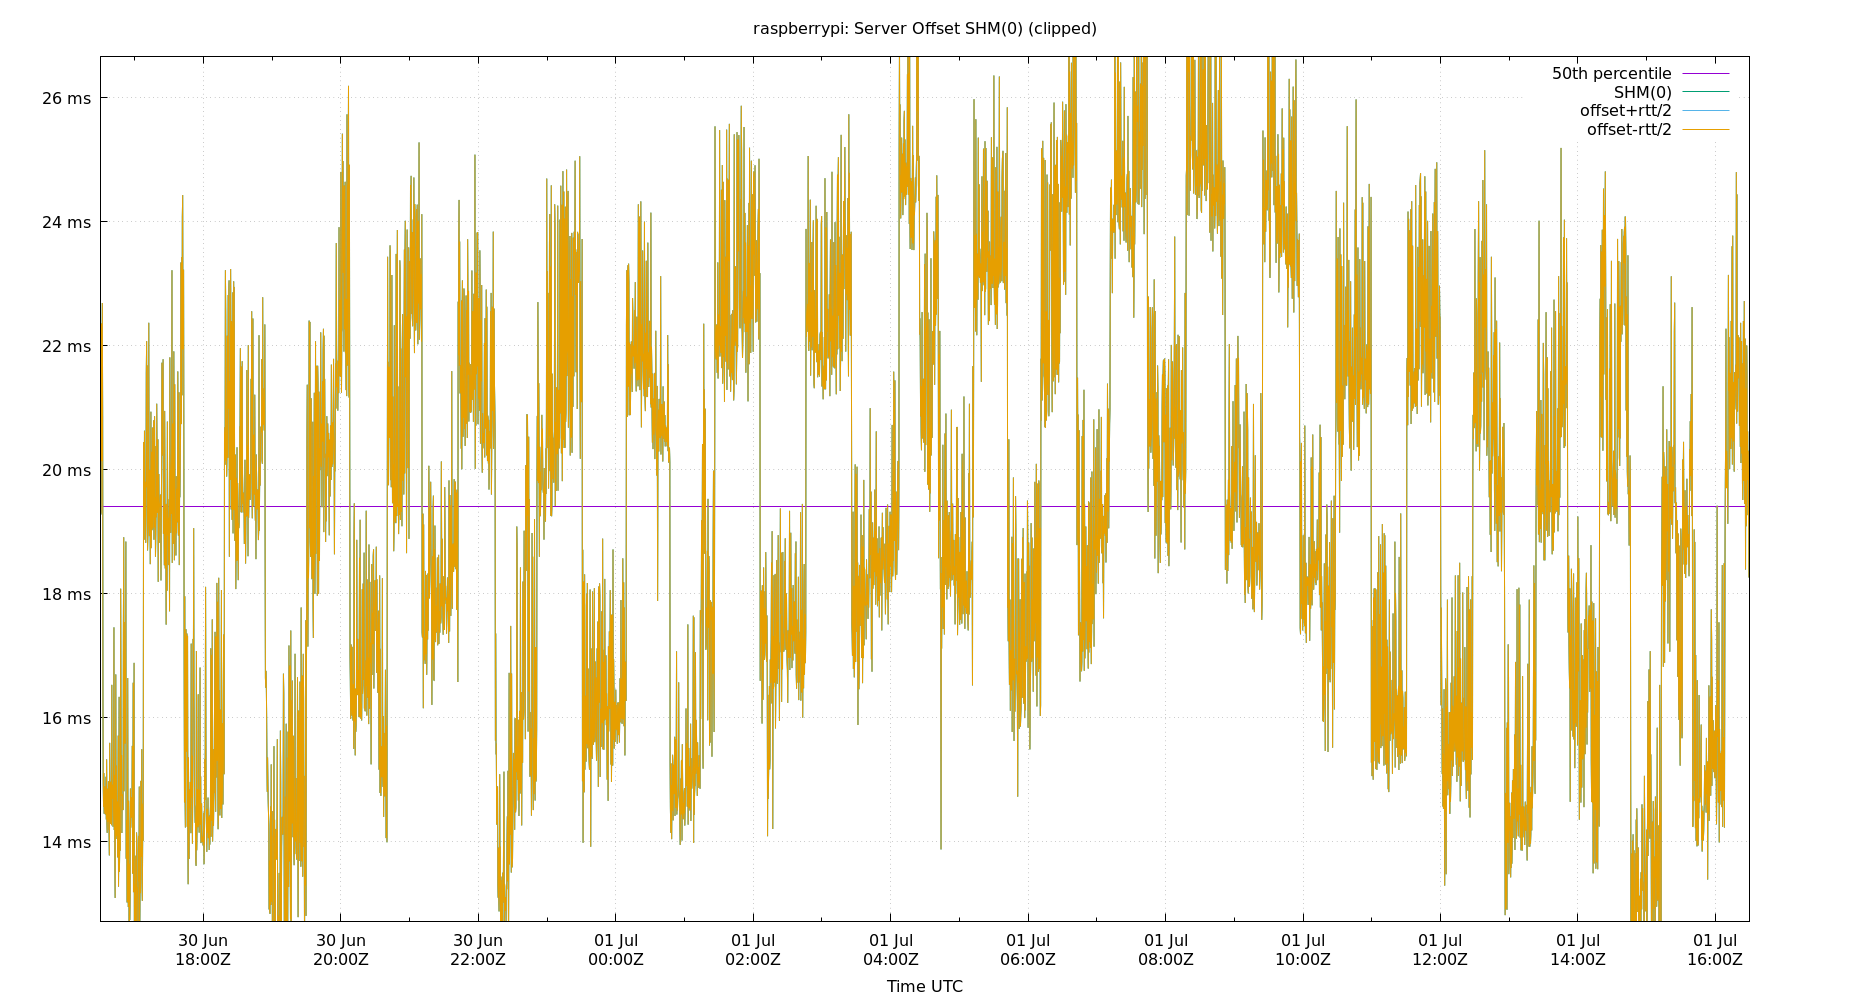 raspberrypi: Server Offset SHM(0) (clipped)
50th percentile
SHM(0)
offset+rtt/2
offset-rtt/2
26 ms
24 ms
22 ms
20 ms
18 ms
16 ms
14 ms
30 Jun 30 Jun 30 Jun 01 Jul 01 Jul 01 Jul 01 Jul 01 Jul 01 Jul 01 Jul 01 Jul 01 Jul
18:00Z 20:00Z 22:00Z 00:00Z 02:00Z 04:00Z 06:00Z 08:00Z 10:00Z 12:00Z 14:00Z 16:00Z
Time UTC